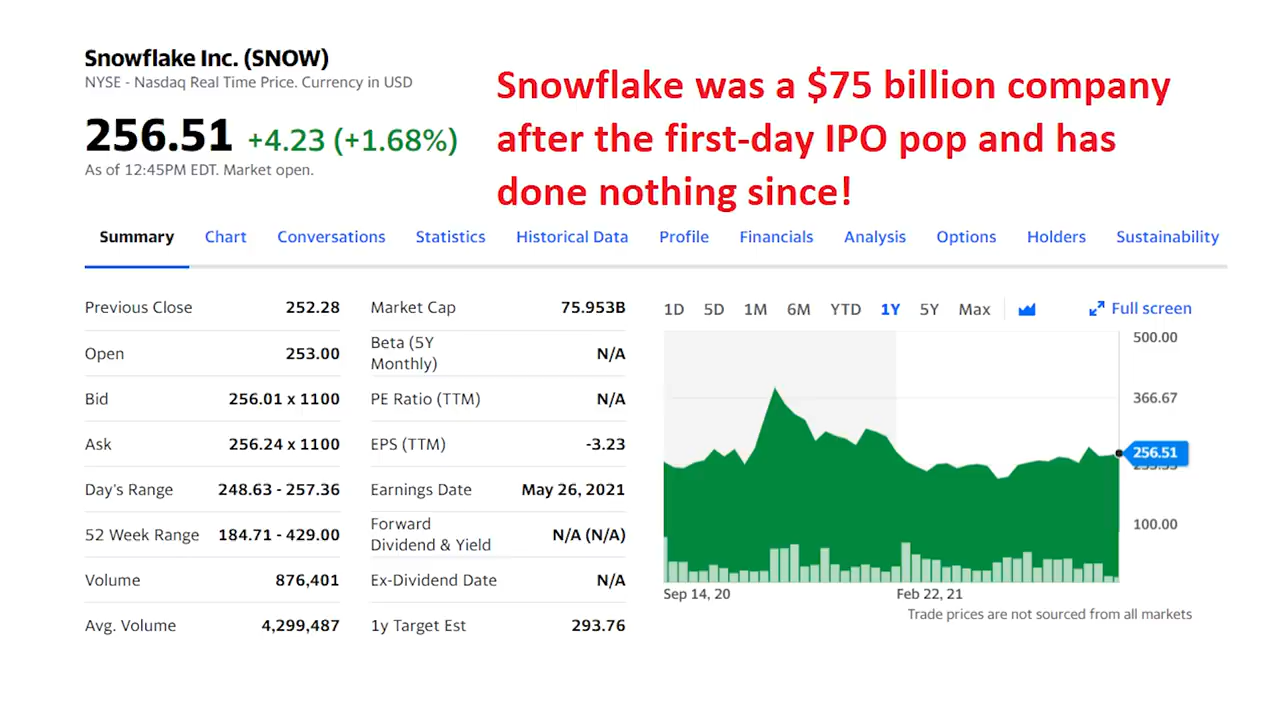 Snowflake Inc. (SNOW)
NYSE - Nasdaq Real Time Price. Currency in USD
256.51 +4.23 (+1.68%)
As of 12:45PM EDT. Market open.
Snowflake was a $75 billion company
after the first-day IPO pop and has
done nothing since!
Summary Chart Conversations Statistics Historical Data Profile Financials Analysis Options Holders Sustainability
Previous Close 252.28
Open 253.00
Bid 256.01 x 1100
Ask 256.24 x 1100
Day's Range 248.63 - 257.36
52 Week Range 184.71 - 429.00
Volume 876,401
Avg. Volume 4,299,487
Market Cap 75.953B
Beta (5Y
Monthly) N/A
PE Ratio (TTM) N/A
EPS (TTM) -3.23
Earnings Date May 26, 2021
Forward
Dividend & Yield N/A (N/A)
Ex-Dividend Date N/A
1y Target Est 293.76
1D 5D 1M 6M YTD 1Y 5Y Max Full screen
500.00
366.67
256.51
100.00
Sep 14, 20 Feb 22, 21
Trade prices are not sourced from all markets